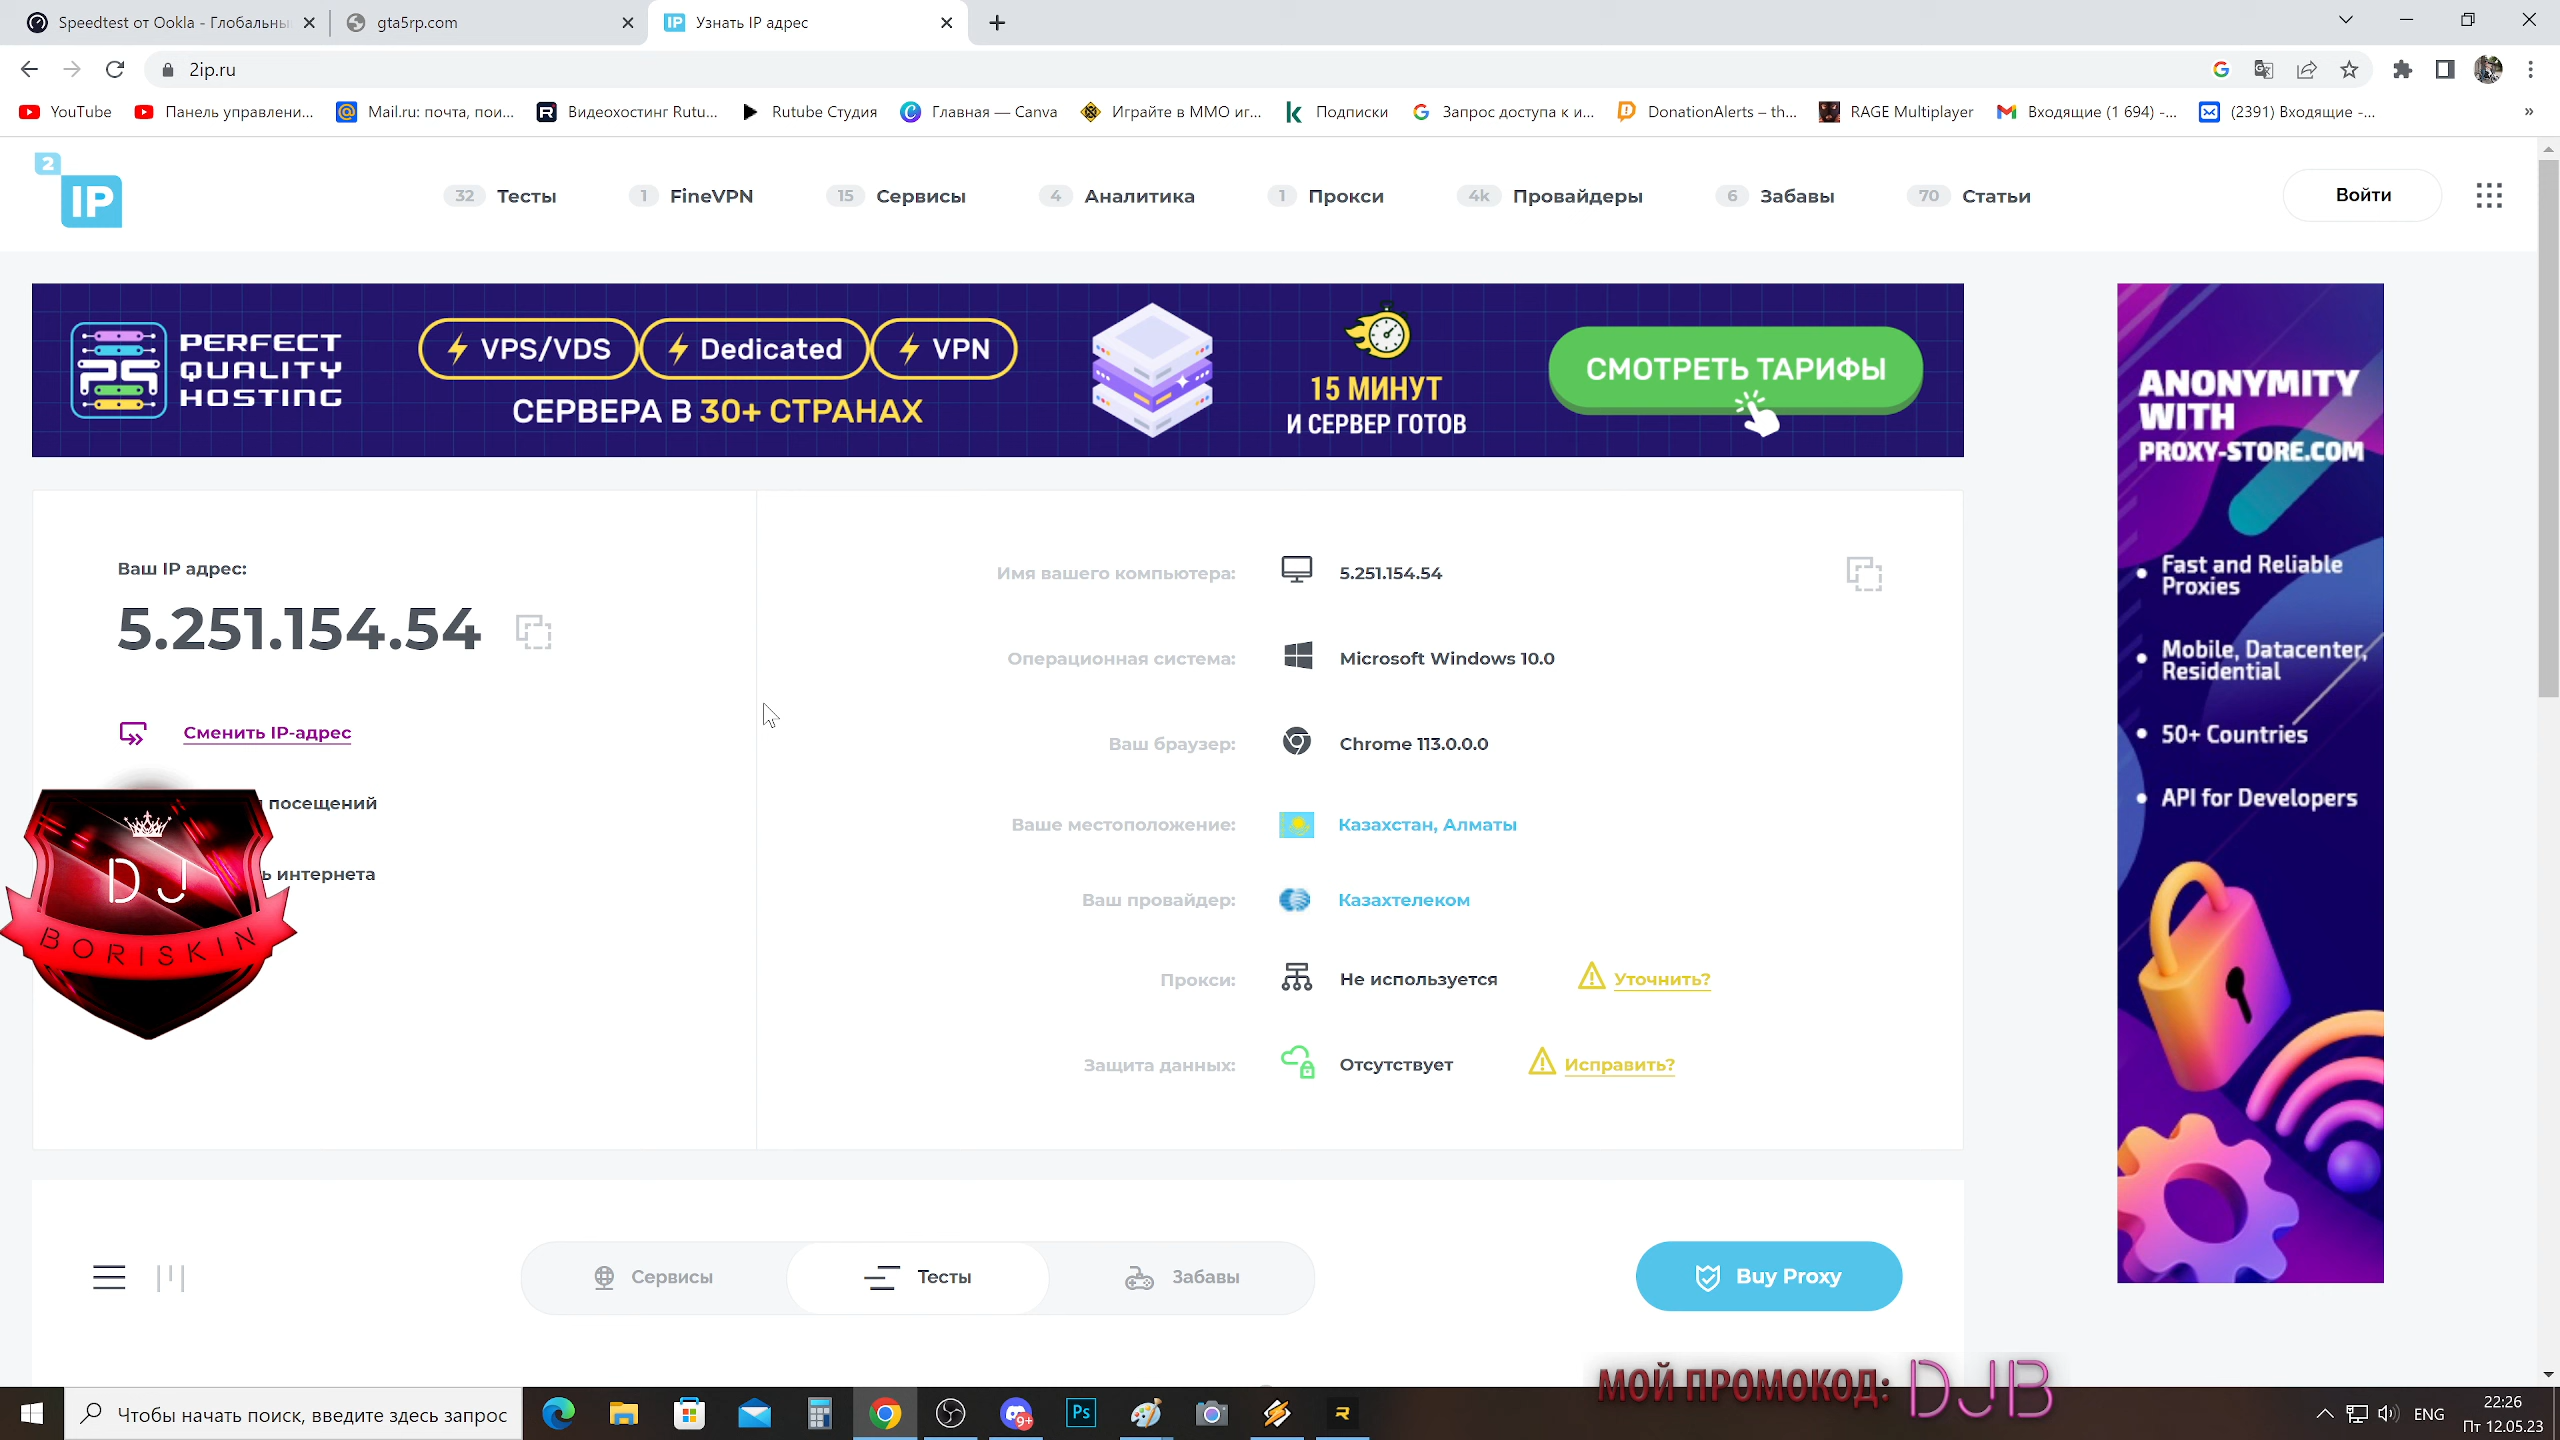 Speedtest от Ookla - Глобальны
gta5rp.com
IP Узнать IP адрес
2ip.ru
YouTube
Панель управлени...
Mail.ru: почта, пои...
Видеохостинг Rutu...
Rutube Студия
Главная — Canva
Играйте в ММО иг...
Подписки
Запрос доступа к и...
DonationAlerts – th...
RAGE Multiplayer
Входящие (1 694) -...
(2391) Входящие -...
»
2 IP
32 Тесты
1 FineVPN
15 Сервисы
4 Аналитика
1 Прокси
4k Провайдеры
6 Забавы
70 Статьи
Войти
PERFECT
QUALITY
HOSTING
VPS/VDS
Dedicated
VPN
СЕРВЕРА В 30+ СТРАНАХ
15 МИНУТ
И СЕРВЕР ГОТОВ
СМОТРЕТЬ ТАРИФЫ
ANONYMITY
WITH
PROXY-STORE.COM
Fast and Reliable
Proxies
Mobile, Datacenter,
Residential
50+ Countries
API for Developers
Ваш IP адрес:
5.251.154.54
Сменить IP-адрес
посещений
ь интернета
DJ
BORISKIN
Имя вашего компьютера: 5.251.154.54
Операционная система: Microsoft Windows 10.0
Ваш браузер: Chrome 113.0.0.0
Ваше местоположение: Казахстан, Алматы
Ваш провайдер: Казахтелеком
Прокси: Не используется Уточнить?
Защита данных: Отсутствует Исправить?
Сервисы
Тесты
Забавы
Buy Proxy
МОЙ ПРОМОКОД: DJB
Чтобы начать поиск, введите здесь запрос
9+
Ps
ENG
22:26
Пт 12.05.23